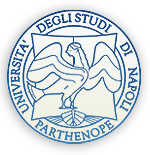 UNIVERSITA' DEGLI STUDI DI NAPOLI
PARTHENOPE